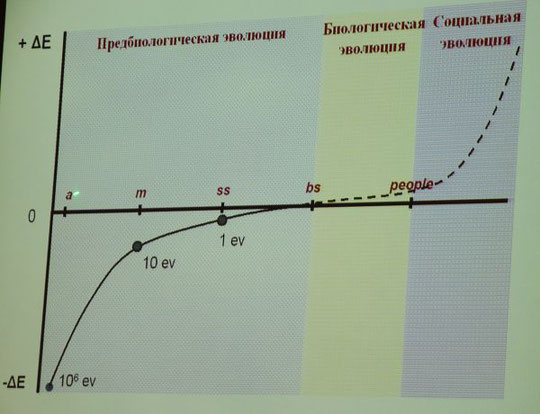 + ΔE
Предбиологическая эволюция
Биологическая
эволюция
Социальная
эволюция
a
m
ss
bs
people
0
10 ev
1 ev
-ΔE
10⁶ ev